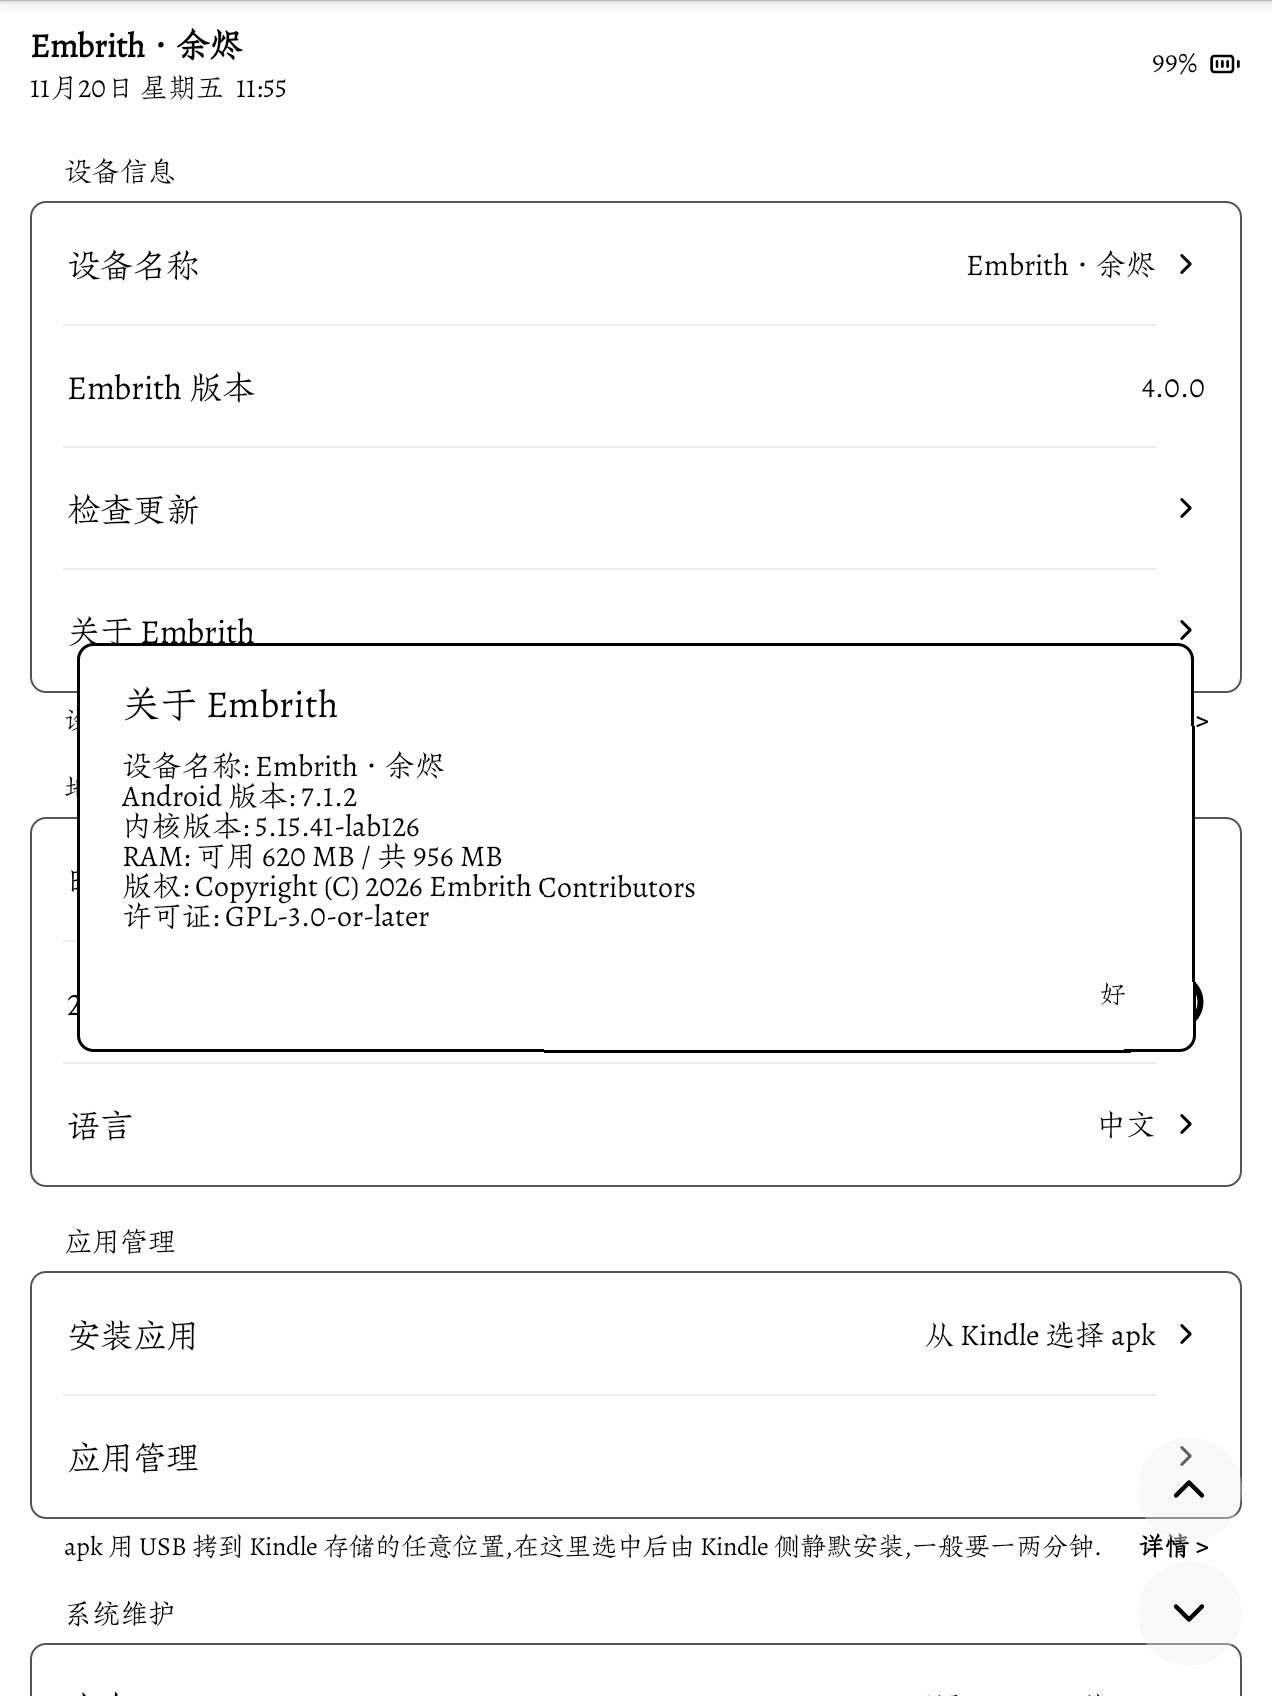 Embrith · 余烬
11月20日 星期五 11:55
99%
设备信息
设备名称 Embrith · 余烬 >
Embrith 版本 4.0.0
检查更新 >
关于 Embrith >
关于 Embrith
设备名称: Embrith · 余烬
Android 版本: 7.1.2
内核版本: 5.15.41-lab126
RAM: 可用 620 MB / 共 956 MB
版权: Copyright (C) 2026 Embrith Contributors
许可证: GPL-3.0-or-later
好
语言 中文 >
应用管理
安装应用 从 Kindle 选择 apk >
应用管理 >
apk 用 USB 拷到 Kindle 存储的任意位置,在这里选中后由 Kindle 侧静默安装,一般要一两分钟. 详情 >
系统维护